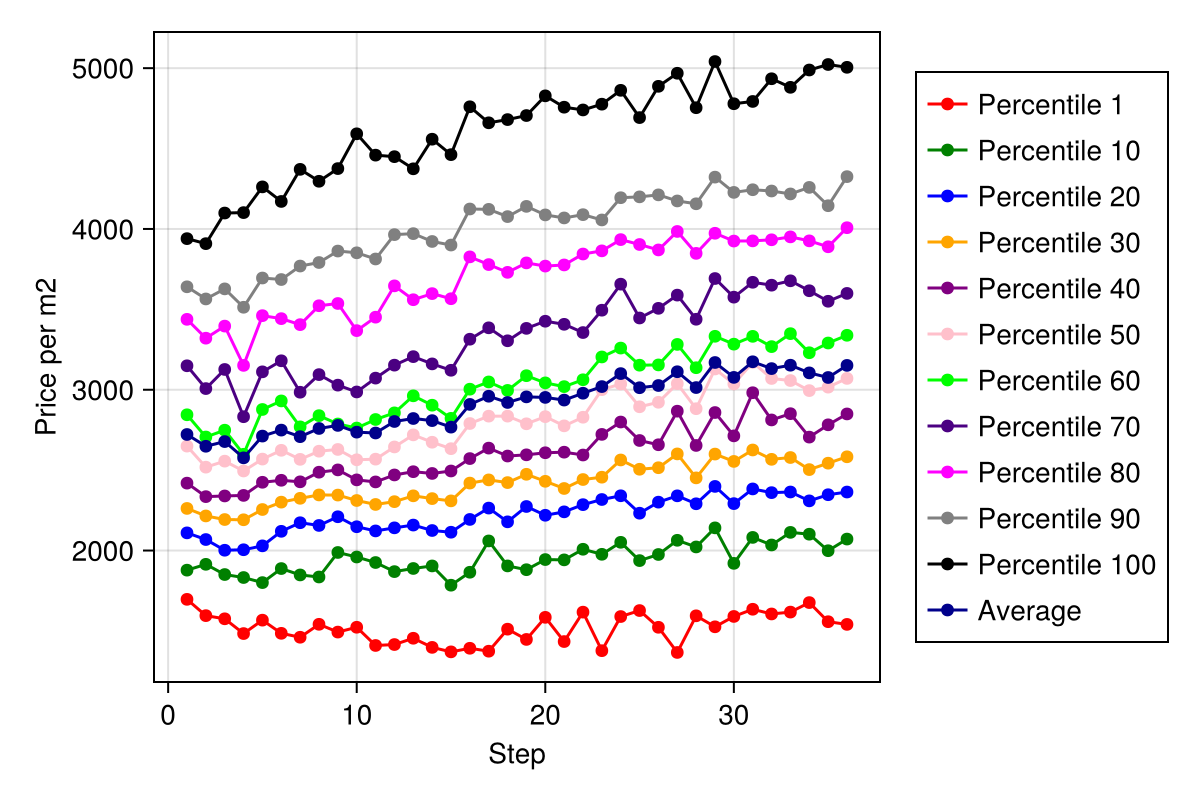 5000
4000
3000
2000
Price per m2
0 10 20 30
Step
Percentile 1
Percentile 10
Percentile 20
Percentile 30
Percentile 40
Percentile 50
Percentile 60
Percentile 70
Percentile 80
Percentile 90
Percentile 100
Average